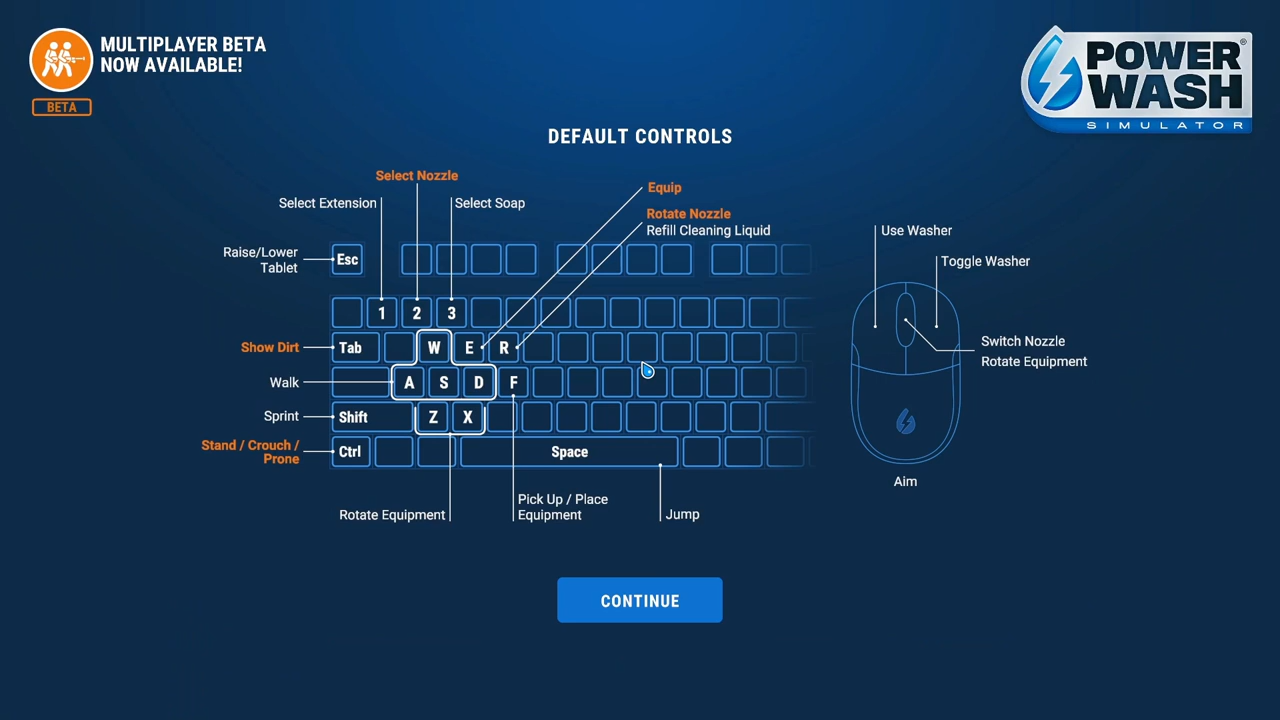 MULTIPLAYER BETA
NOW AVAILABLE!
BETA
POWER
WASH
SIMULATOR
®
DEFAULT CONTROLS
Select Nozzle
Select Extension
Select Soap
Equip
Rotate Nozzle
Refill Cleaning Liquid
Raise/Lower
Tablet
Esc
1 2 3
Show Dirt
Tab W E R
Walk
A S D F
Sprint
Shift Z X
Stand / Crouch /
Prone
Ctrl Space
Rotate Equipment
Pick Up / Place
Equipment
Jump
Use Washer
Toggle Washer
Switch Nozzle
Rotate Equipment
Aim
CONTINUE